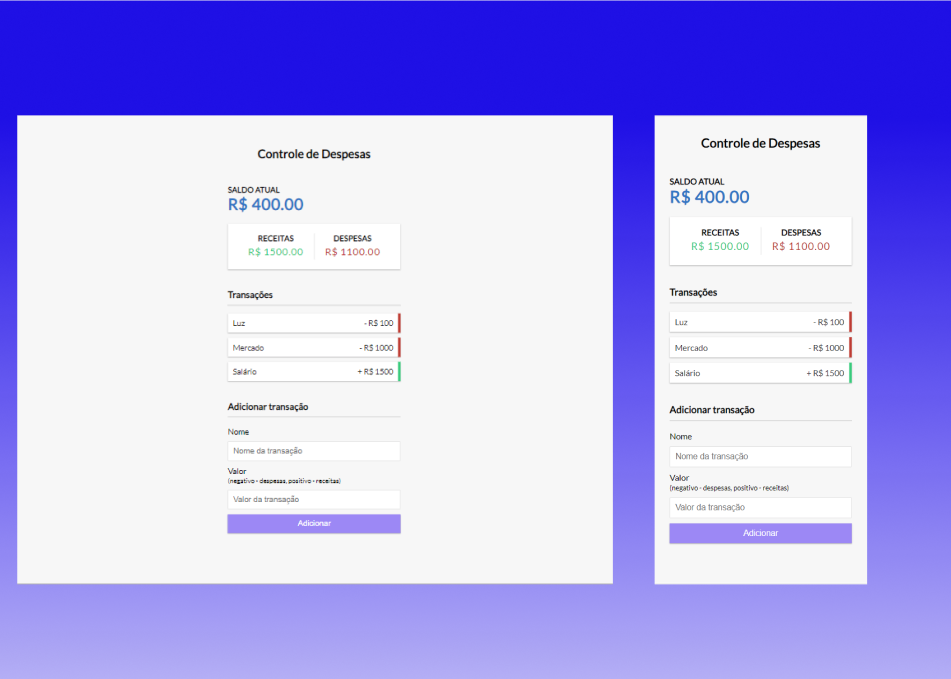 Controle de Despesas
SALDO ATUAL
R$ 400.00
RECEITAS DESPESAS
R$ 1500.00 R$ 1100.00
Transações
Luz - R$ 100
Mercado - R$ 1000
Salário + R$ 1500
Adicionar transação
Nome
Nome da transação
Valor
(negativo - despesas, positivo - receitas)
Valor da transação
Adicionar
Controle de Despesas
SALDO ATUAL
R$ 400.00
RECEITAS DESPESAS
R$ 1500.00 R$ 1100.00
Transações
Luz - R$ 100
Mercado - R$ 1000
Salário + R$ 1500
Adicionar transação
Nome
Nome da transação
Valor
(negativo - despesas, positivo - receitas)
Valor da transação
Adicionar